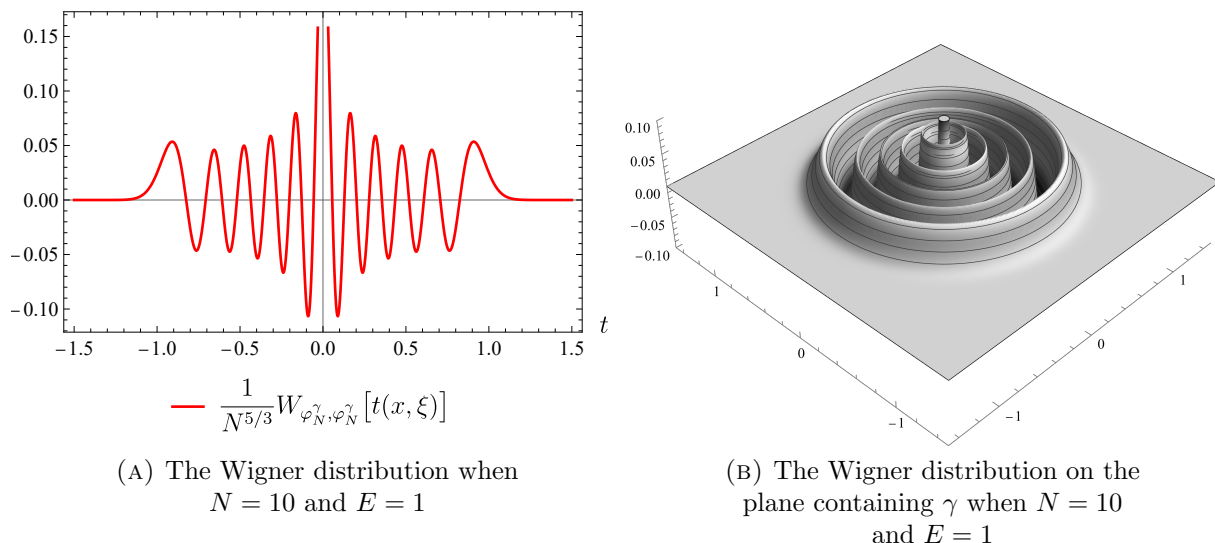 0.15
0.10
0.05
0.00
−0.05
−0.10
−1.5 −1.0 −0.5 0.0 0.5 1.0 1.5
t
1/N^{5/3} W_{φ_N^γ, φ_N^γ}[t(x, ξ)]
(A) The Wigner distribution when
N = 10 and E = 1
0.10
0.05
0.00
−0.05
−0.10
1
0
−1
−1
0
1
(B) The Wigner distribution on the
plane containing γ when N = 10
and E = 1